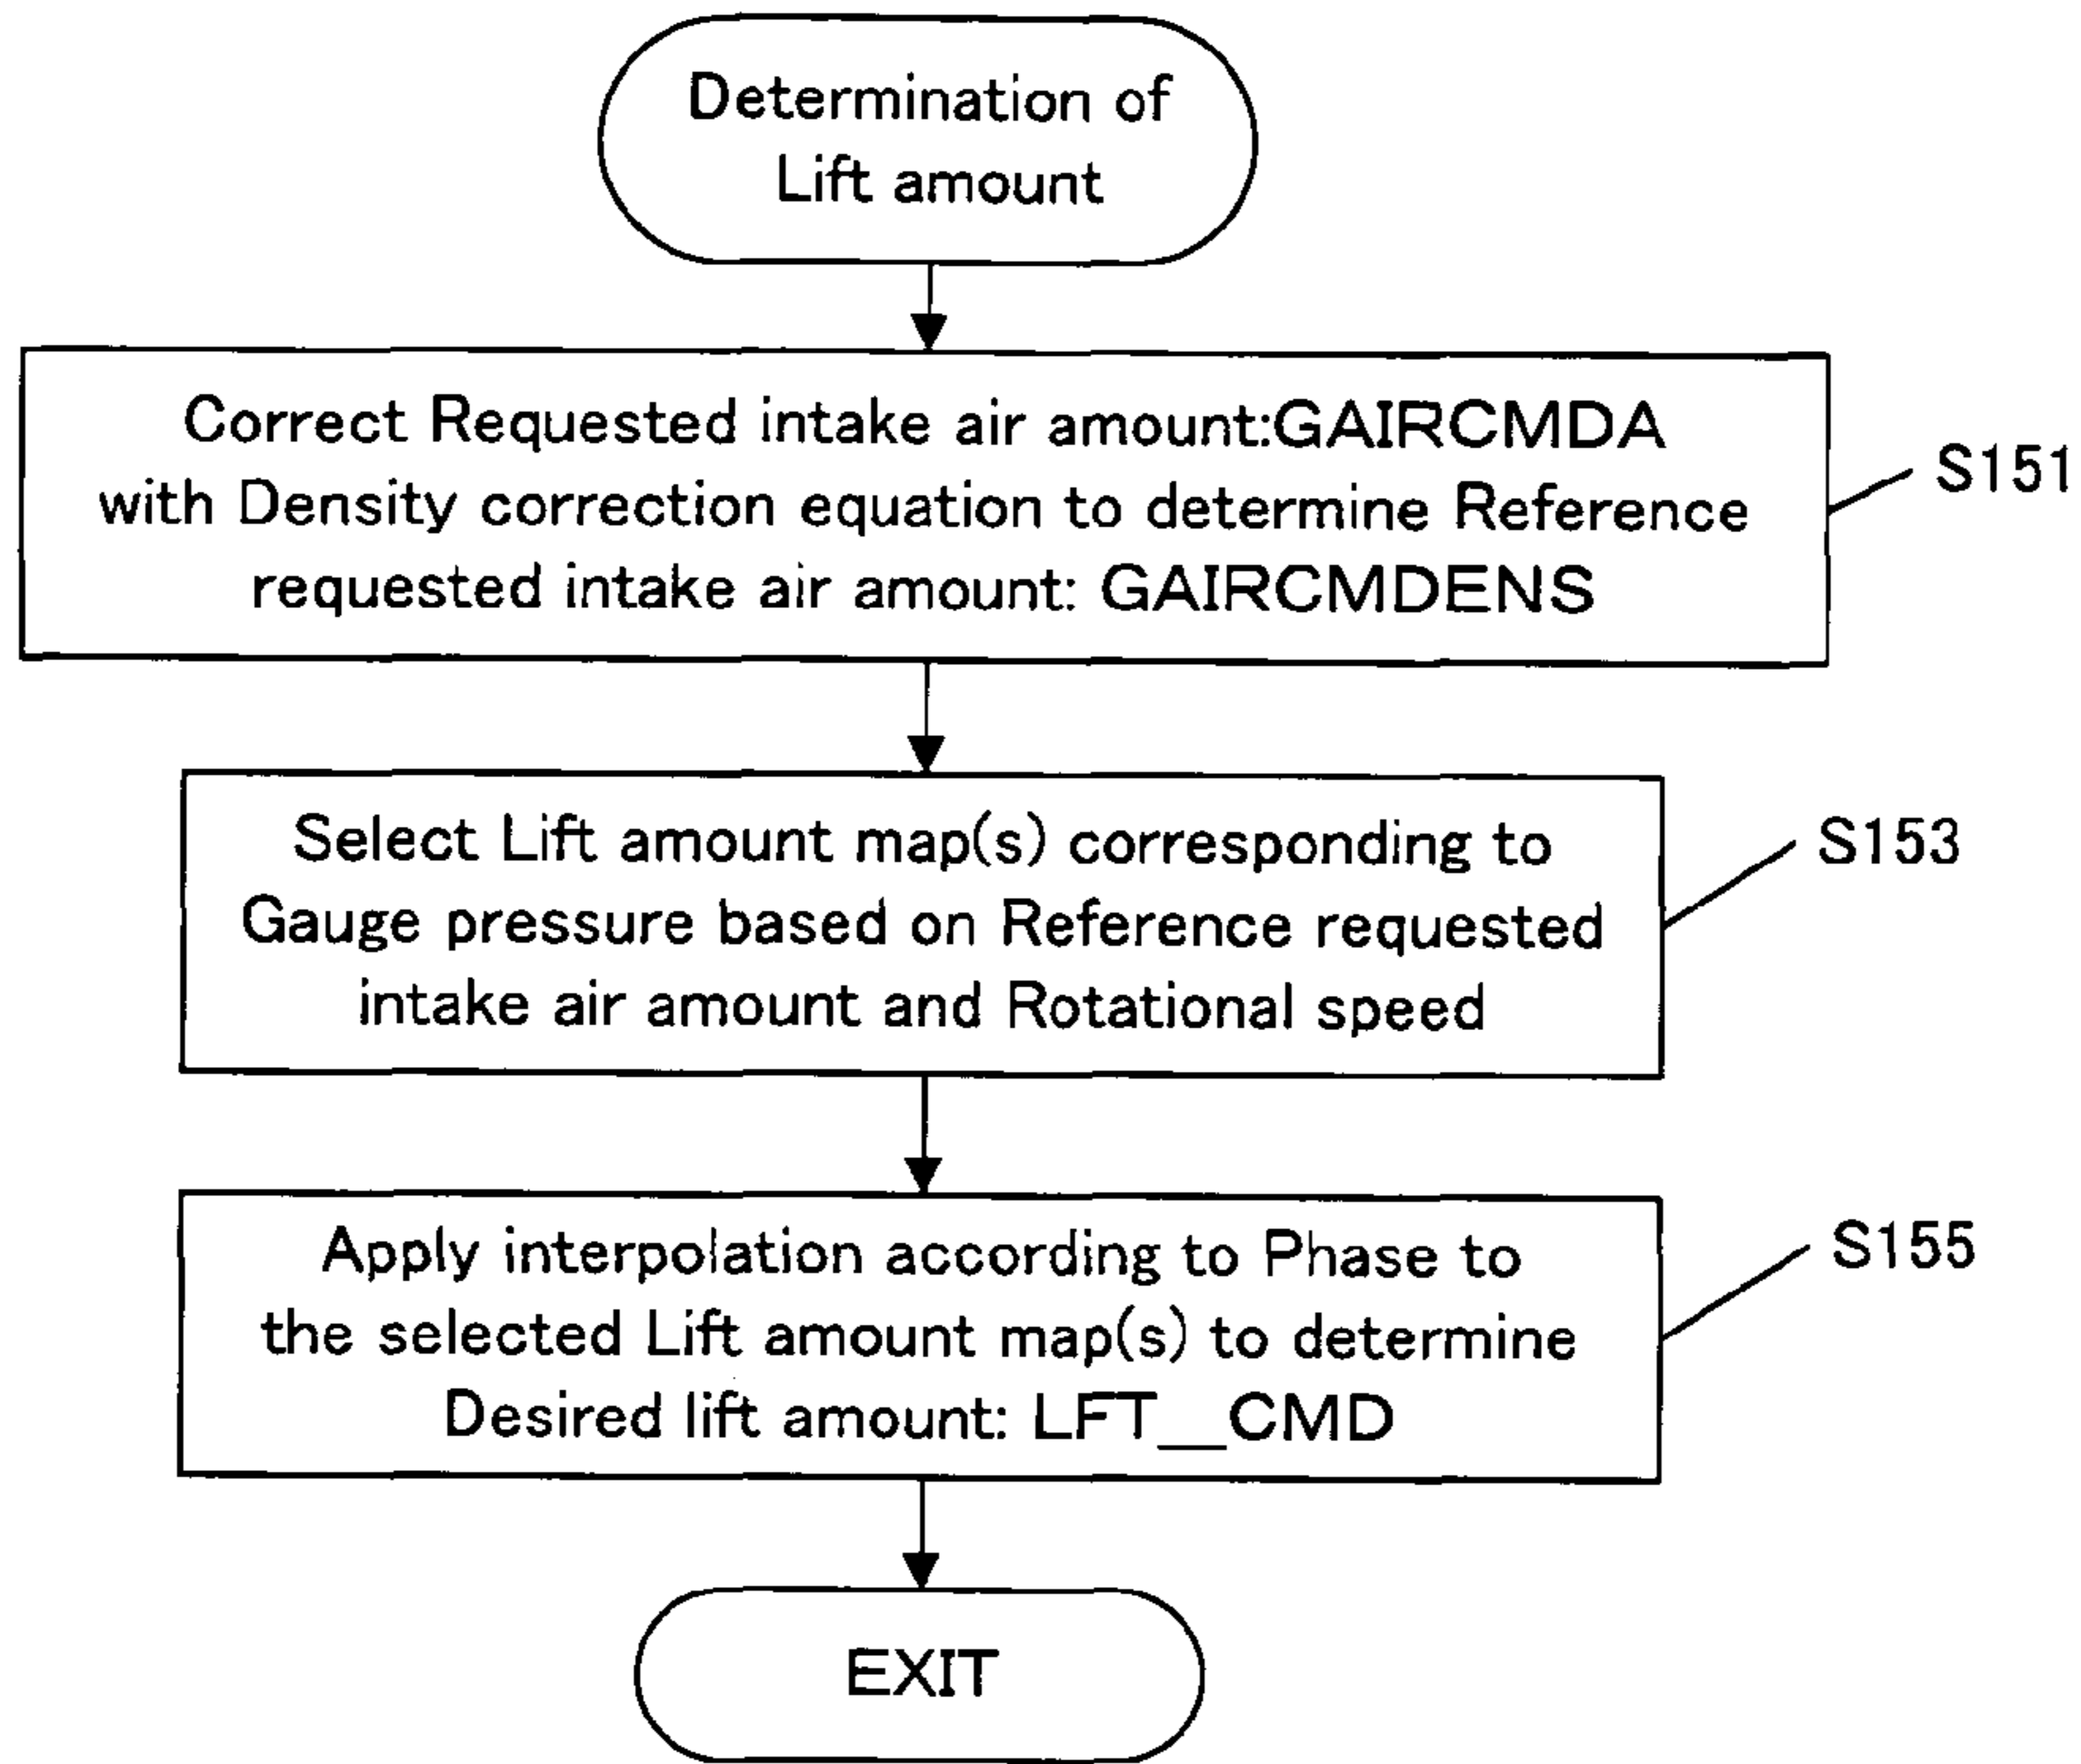 Determination of
Lift amount
Correct Requested intake air amount:GAIRCMDA
with Density correction equation to determine Reference
requested intake air amount: GAIRCMDENS
S151
Select Lift amount map(s) corresponding to
Gauge pressure based on Reference requested
intake air amount and Rotational speed
S153
Apply interpolation according to Phase to
the selected Lift amount map(s) to determine
Desired lift amount: LFT__CMD
S155
EXIT